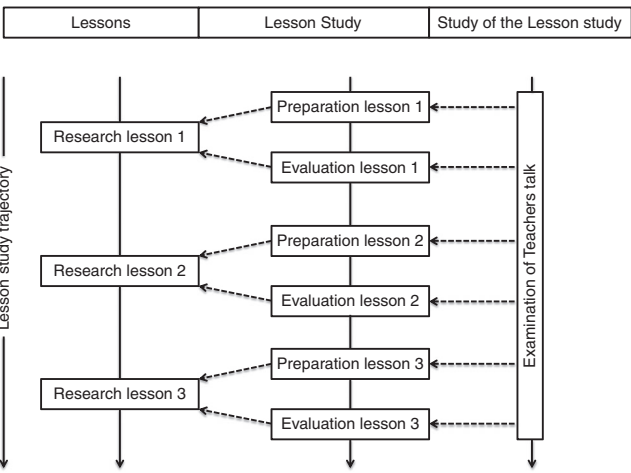 Lessons
Lesson Study
Study of the Lesson study
Preparation lesson 1
Research lesson 1
Evaluation lesson 1
Preparation lesson 2
Research lesson 2
Evaluation lesson 2
Preparation lesson 3
Research lesson 3
Evaluation lesson 3
Lesson study trajectory
Examination of Teachers talk